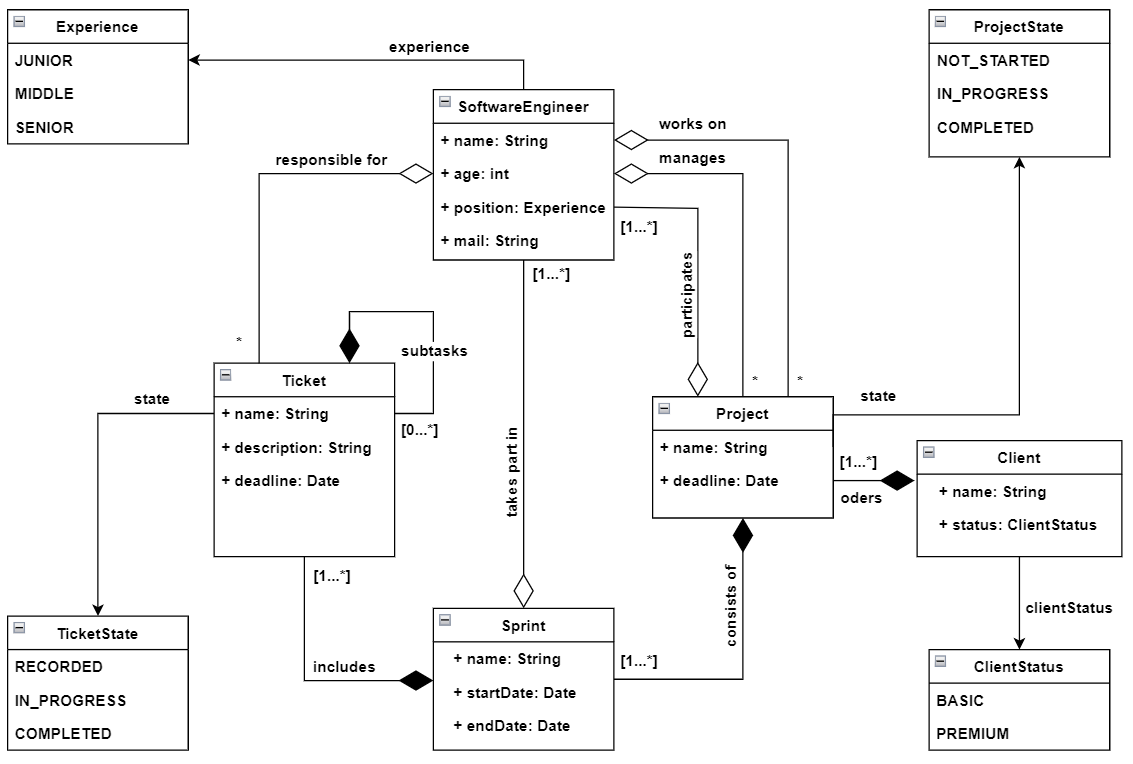 Experience
JUNIOR
MIDDLE
SENIOR
experience
ProjectState
NOT_STARTED
IN_PROGRESS
COMPLETED
SoftwareEngineer
+ name: String
+ age: int
+ position: Experience
+ mail: String
works on
manages
responsible for
[1...*]
[1...*]
participates
*
subtasks
*
*
Ticket
+ name: String
+ description: String
+ deadline: Date
[0...*]
state
takes part in
Project
+ name: String
+ deadline: Date
state
[1...*]
oders
Client
+ name: String
+ status: ClientStatus
[1...*]
consists of
clientStatus
TicketState
RECORDED
IN_PROGRESS
COMPLETED
includes
Sprint
+ name: String
+ startDate: Date
+ endDate: Date
[1...*]
ClientStatus
BASIC
PREMIUM